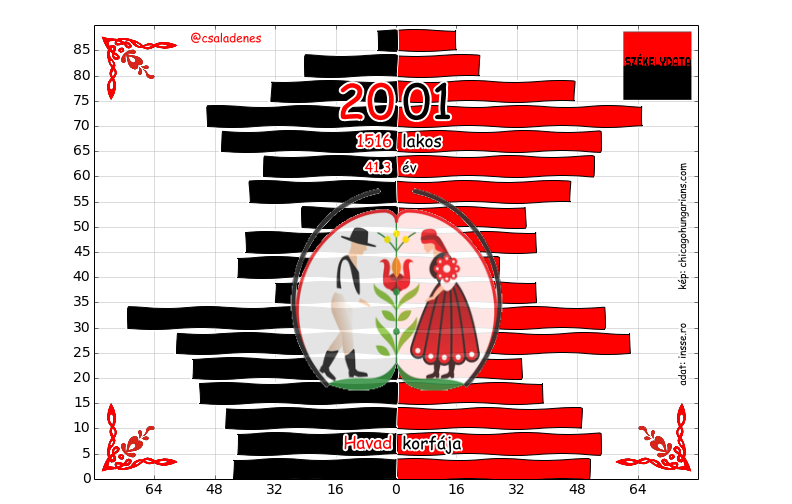 @csaladenes
SZÉKELYDATA
2001
1516 lakos
41,3 év
kép: chicagohungarians.com
adat: insse.ro
Havad korfája
85
80
75
70
65
60
55
50
45
40
35
30
25
20
15
10
5
0
64 48 32 16 0 16 32 48 64